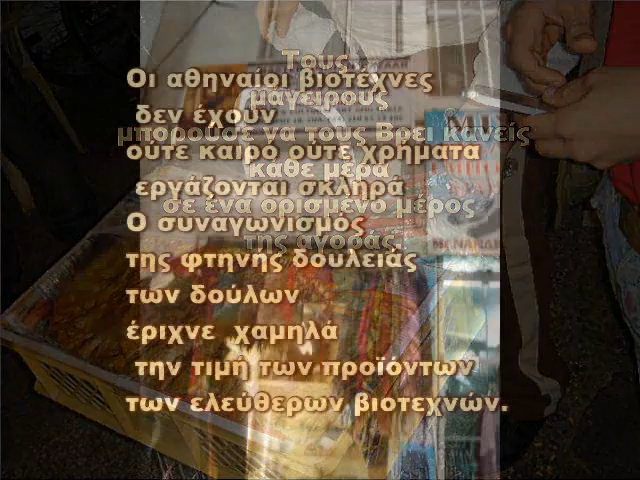 Τους
μαγείρους
μπορούσε να τους βρει κανείς
κάθε μέρα
σε ένα ορισμένο μέρος
της αγοράς.
Οι αθηναίοι βιοτέχνες
δεν έχουν
ούτε καιρό ούτε χρήματα
εργάζονται σκληρά
Ο συναγωνισμός
της φτηνής δουλειάς
των δούλων
έριχνε χαμηλά
την τιμή των προϊόντων
των ελεύθερων βιοτεχνών.